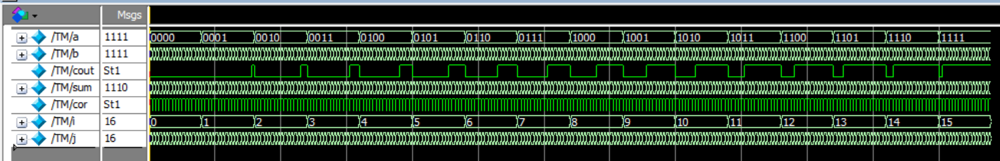 Msgs
/TM/a 1111 0000 0001 0010 0011 0100 0101 0110 0111 1000 1001 1010 1011 1100 1101 1110 1111
/TM/b 1111
/TM/cout St1
/TM/sum 1110
/TM/cor St1
/TM/i 16 0 1 2 3 4 5 6 7 8 9 10 11 12 13 14 15
/TM/j 16